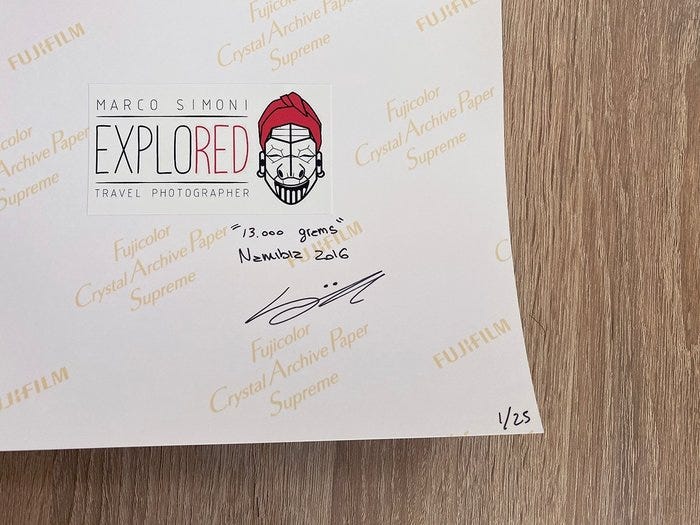 FUJIFILM
Fujicolor
Crystal Archive Paper
Supreme
FUJIFILM
MARCO SIMONI
EXPLORED
TRAVEL PHOTOGRAPHER
Fujicolor
Crystal Archive Paper
Supreme
color
Archive Paper
Supreme
"13.000 grams"
Namibia 2016
FUJIFILM
Fujicolor
Crystal Archive Paper
Supreme
C
Fujicolor
Crystal Archive Paper
Supreme
FUJIFILM
FUJIFILM
1/25